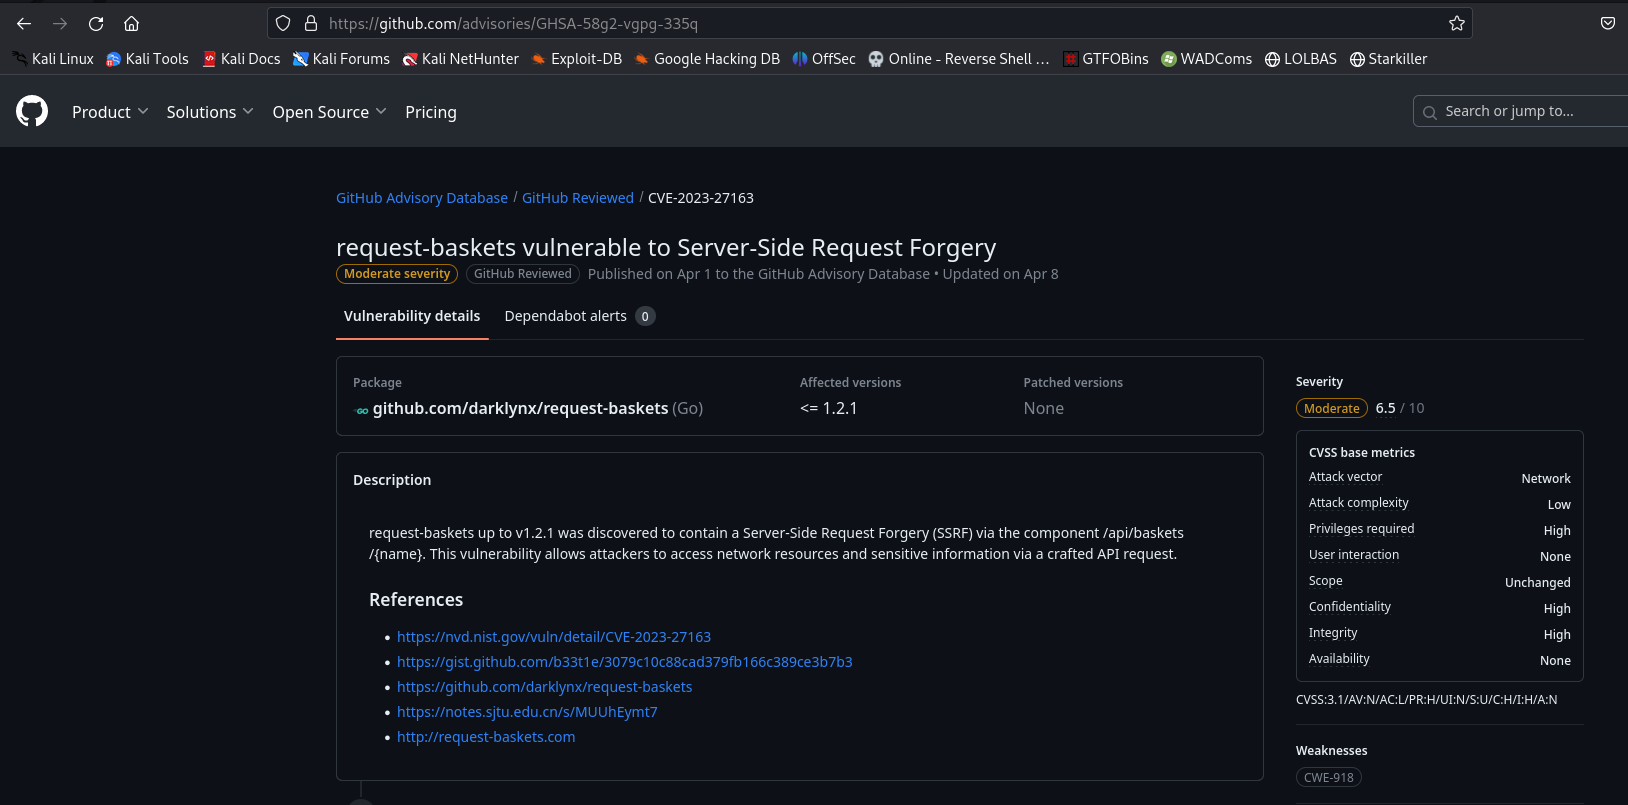 https://github.com/advisories/GHSA-58g2-vgpg-335q
Kali Linux Kali Tools Kali Docs Kali Forums Kali NetHunter Exploit-DB Google Hacking DB OffSec Online - Reverse Shell … GTFOBins WADComs LOLBAS Starkiller
Product Solutions Open Source Pricing Search or jump to...
GitHub Advisory Database / GitHub Reviewed / CVE-2023-27163
request-baskets vulnerable to Server-Side Request Forgery
Moderate severity GitHub Reviewed Published on Apr 1 to the GitHub Advisory Database • Updated on Apr 8
Vulnerability details Dependabot alerts 0
Package Affected versions Patched versions
GO github.com/darklynx/request-baskets (Go) <= 1.2.1 None
Description
request-baskets up to v1.2.1 was discovered to contain a Server-Side Request Forgery (SSRF) via the component /api/baskets
/{name}. This vulnerability allows attackers to access network resources and sensitive information via a crafted API request.
References
• https://nvd.nist.gov/vuln/detail/CVE-2023-27163
• https://gist.github.com/b33t1e/3079c10c88cad379fb166c389ce3b7b3
• https://github.com/darklynx/request-baskets
• https://notes.sjtu.edu.cn/s/MUUhEymt7
• http://request-baskets.com
Severity
Moderate 6.5 / 10
CVSS base metrics
Attack vector Network
Attack complexity Low
Privileges required High
User interaction None
Scope Unchanged
Confidentiality High
Integrity High
Availability None
CVSS:3.1/AV:N/AC:L/PR:H/UI:N/S:U/C:H/I:H/A:N
Weaknesses
CWE-918